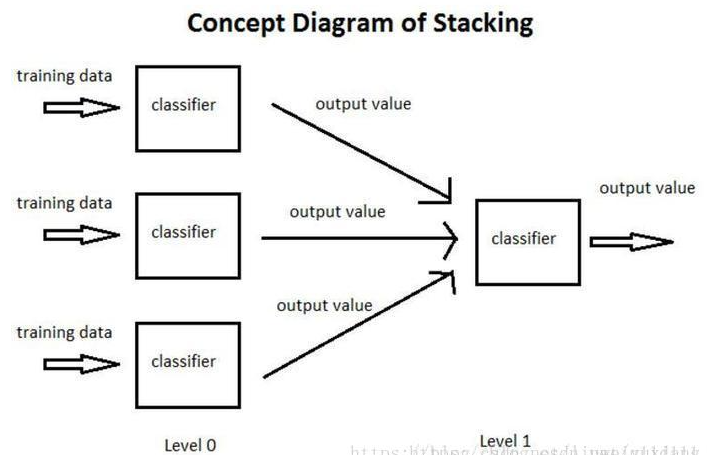 Concept Diagram of Stacking
training data
classifier
output value
training data
classifier
output value
classifier
output value
output value
training data
classifier
Level 0
Level 1